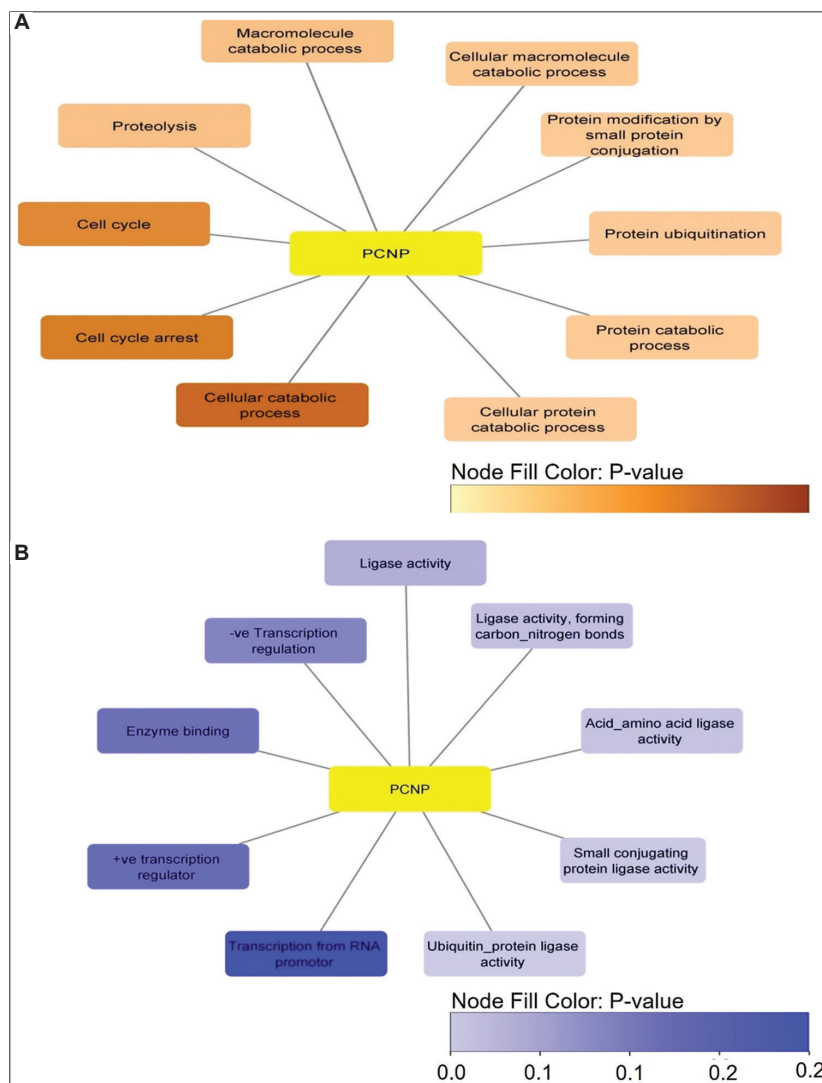 A
Macromolecule
catabolic process
Cellular macromolecule
catabolic process
Proteolysis
Protein modification by
small protein
conjugation
Cell cycle
PCNP
Protein ubiquitination
Cell cycle arrest
Protein catabolic
process
Cellular catabolic
process
Cellular protein
catabolic process
Node Fill Color: P-value
B
Ligase activity
-ve Transcription
regulation
Ligase activity, forming
carbon_nitrogen bonds
Enzyme binding
Acid_amino acid ligase
activity
PCNP
+ve transcription
regulator
Small conjugating
protein ligase activity
Transcription from RNA
promotor
Ubiquitin_protein ligase
activity
Node Fill Color: P-value
0.0 0.1 0.1 0.2 0.2